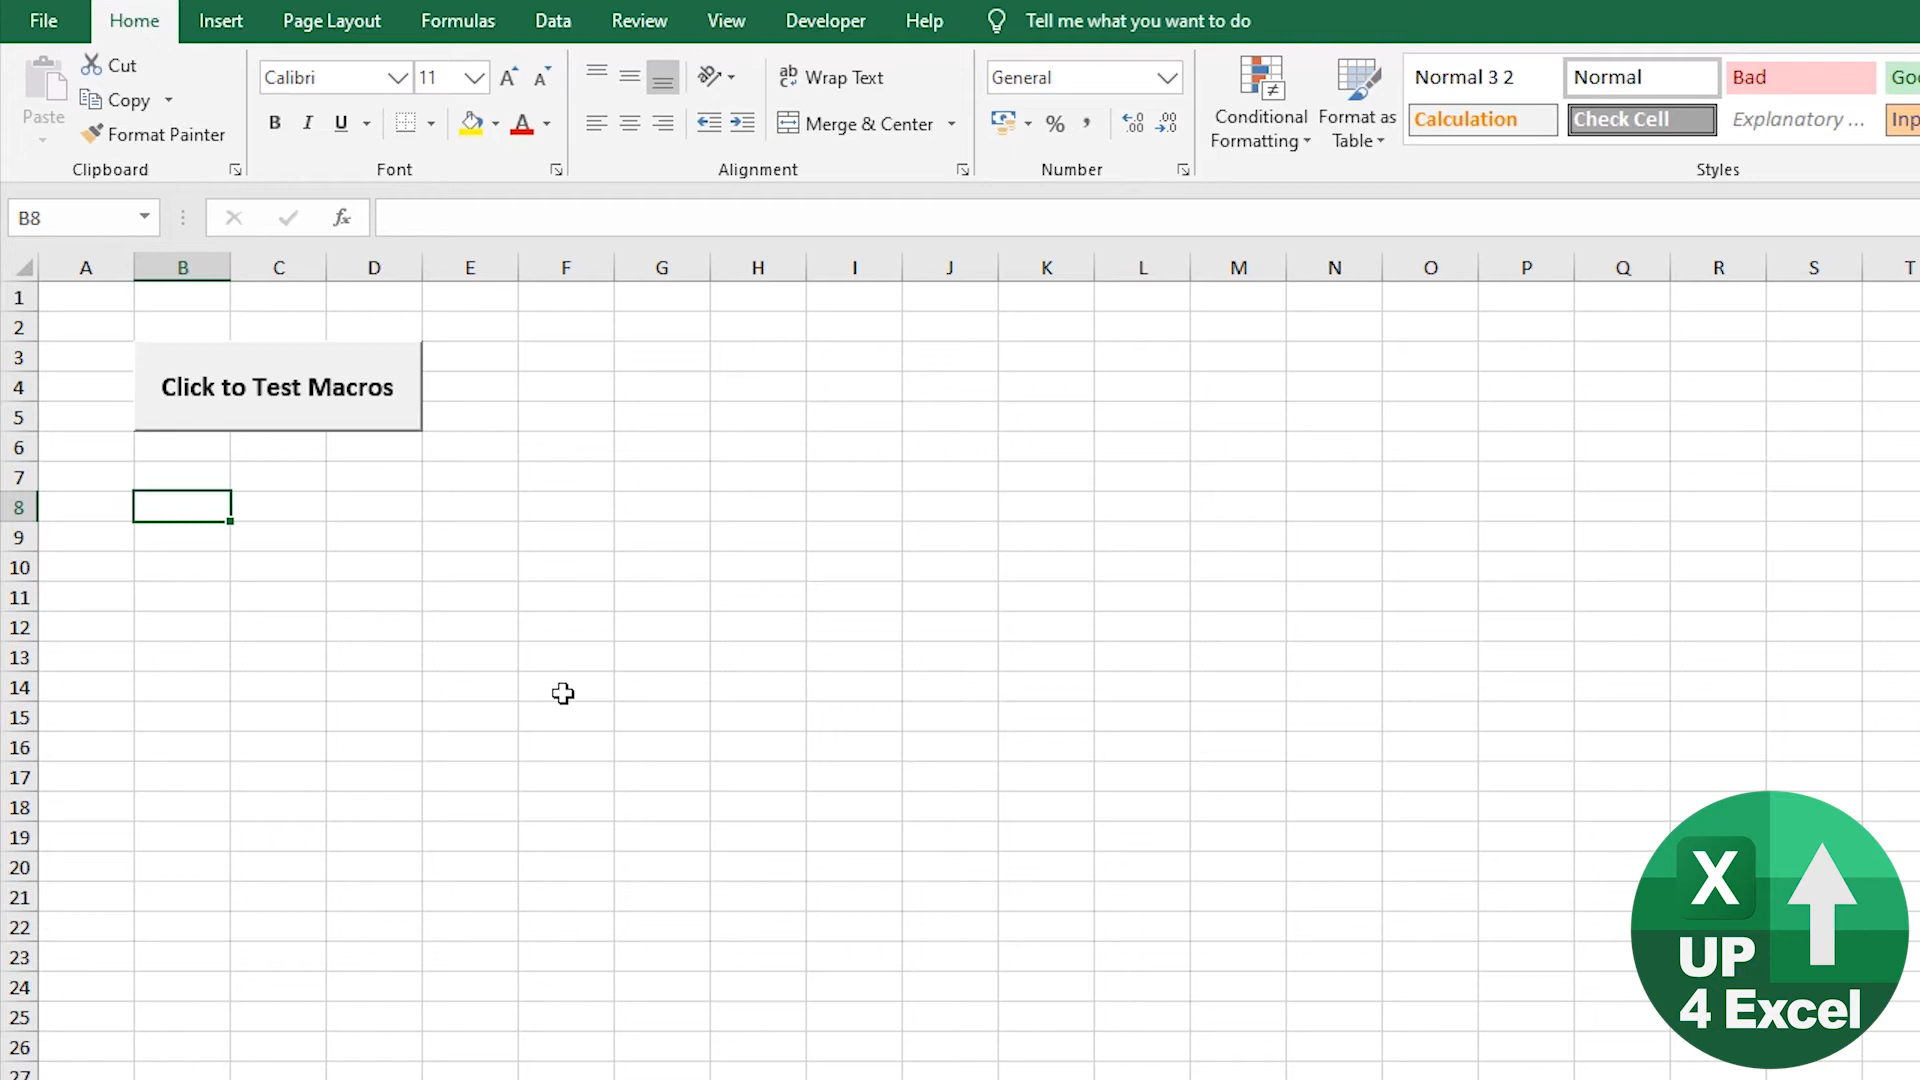 File Home Insert Page Layout Formulas Data Review View Developer Help Tell me what you want to do
Paste Cut Calibri 11 A A ab Wrap Text General Conditional Formatting Format as Table Normal 3 2 Normal Bad
Copy
Format Painter B I U A Merge & Center % , Calculation Check Cell Explanatory ...
Clipboard Font Alignment Number Styles
B8 fx
A B C D E F G H I J K L M N O P Q R S T
1
2
3
4 Click to Test Macros
5
6
7
8
9
10
11
12
13
14
15
16
17
18
19
20
21
22
23
24
25
26
27
X
UP
4 Excel